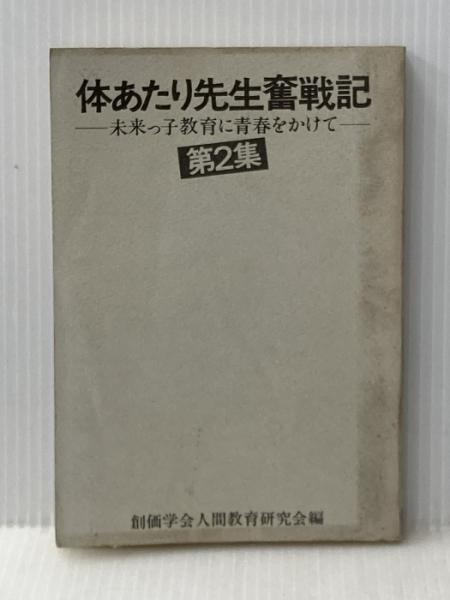 体あたり先生奮戦記
——未来っ子教育に青春をかけて——
第2集
創価学会人間教育研究会編